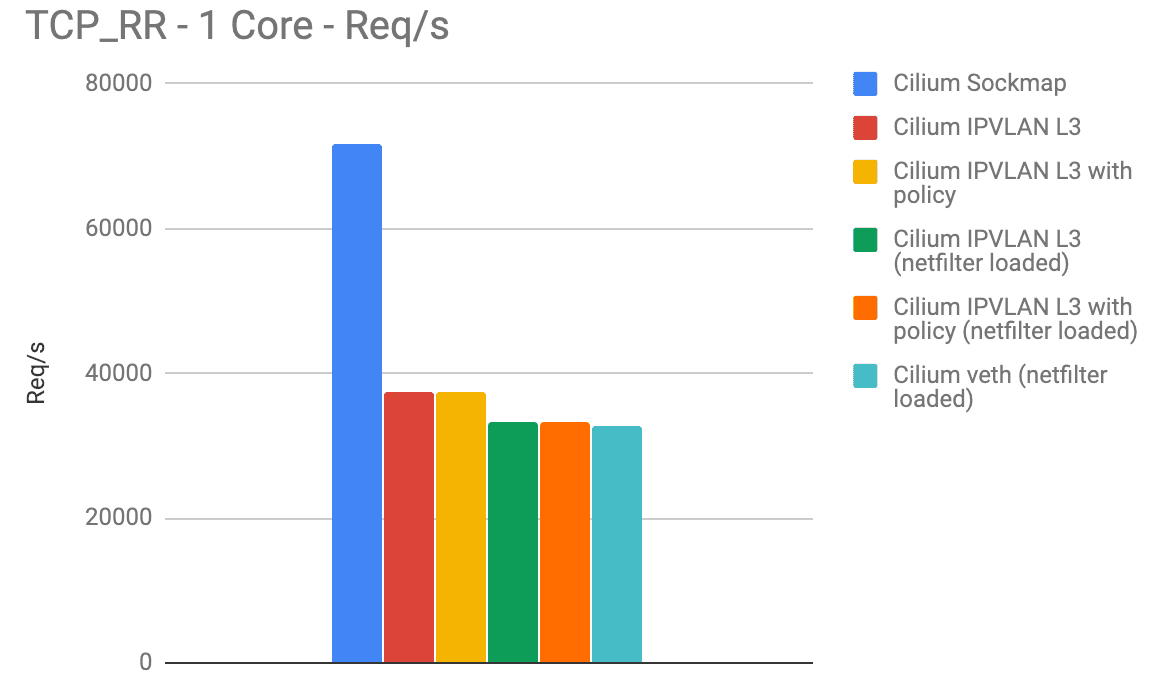 TCP_RR - 1 Core - Req/s
80000
60000
40000
20000
0
Req/s
Cilium Sockmap
Cilium IPVLAN L3
Cilium IPVLAN L3 with
policy
Cilium IPVLAN L3
(netfilter loaded)
Cilium IPVLAN L3 with
policy (netfilter loaded)
Cilium veth (netfilter
loaded)